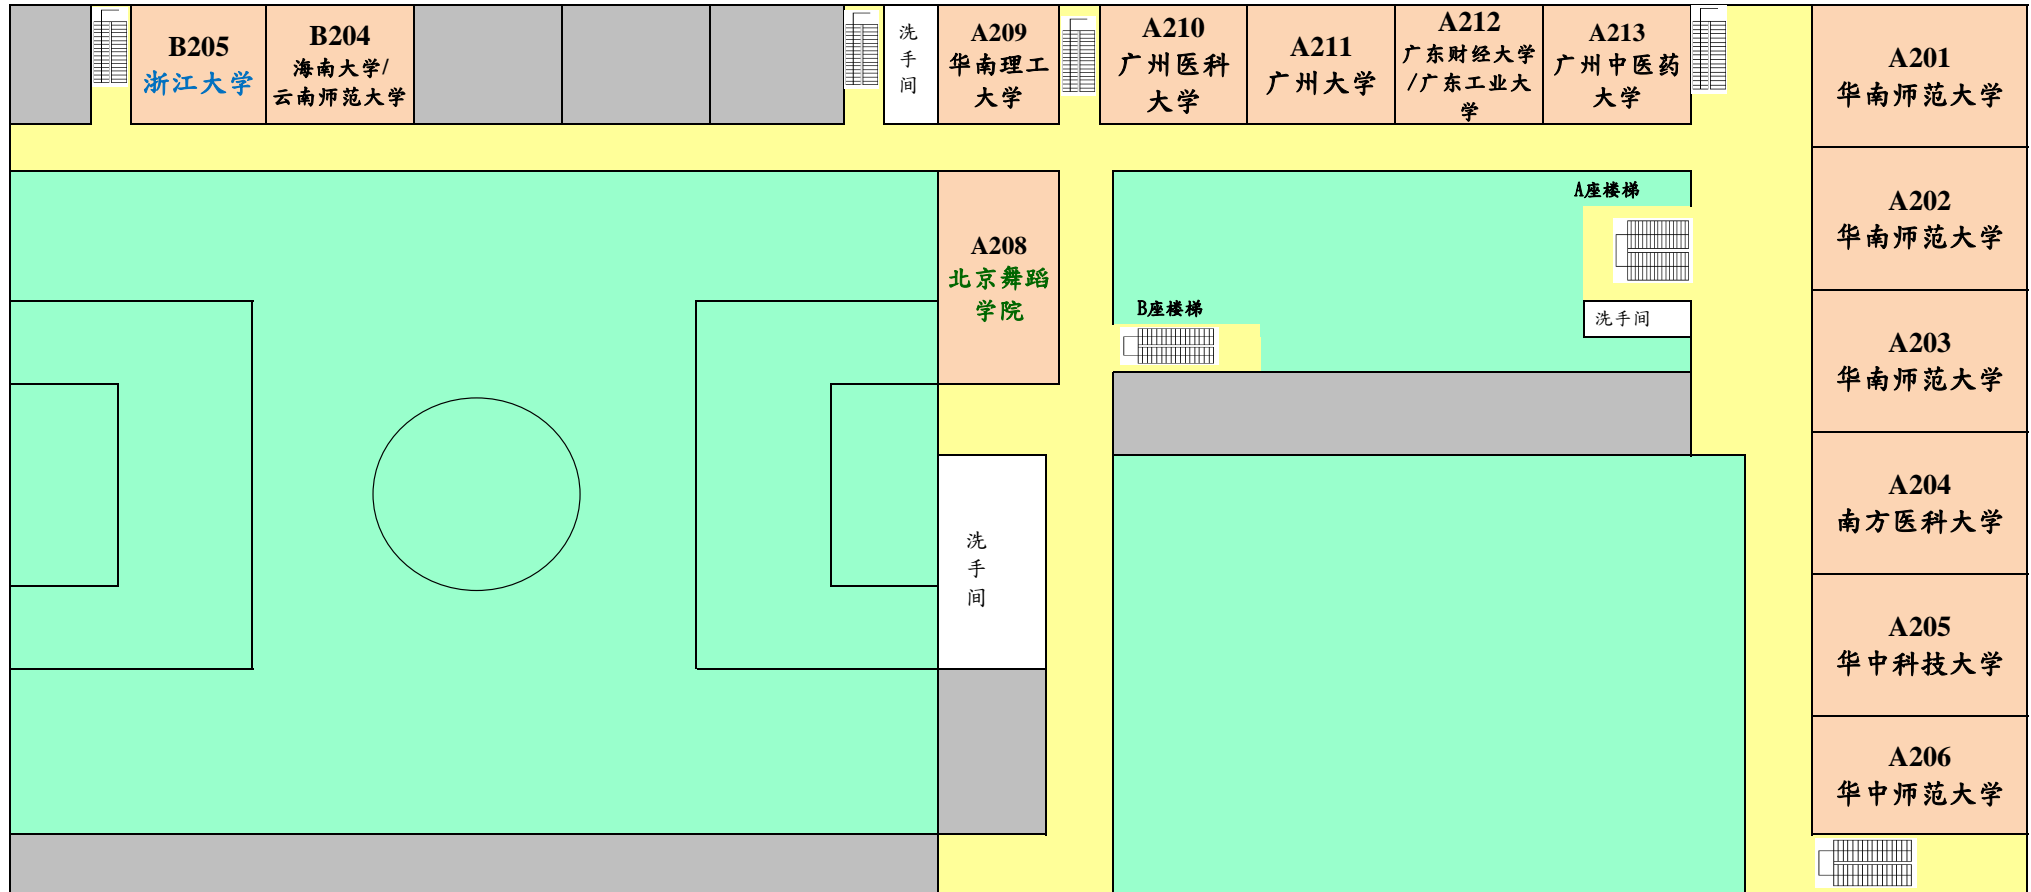 B205
浙江大学
B204
海南大学/
云南师范大学
洗
手
间
A209
华南理工
大学
A210
广州医科
大学
A211
广州大学
A212
广东财经大学
/广东工业大
学
A213
广州中医药
大学
A201
华南师范大学
A202
华南师范大学
A203
华南师范大学
A204
南方医科大学
A205
华中科技大学
A206
华中师范大学
A208
北京舞蹈
学院
A座楼梯
B座楼梯
洗手间
洗
手
间